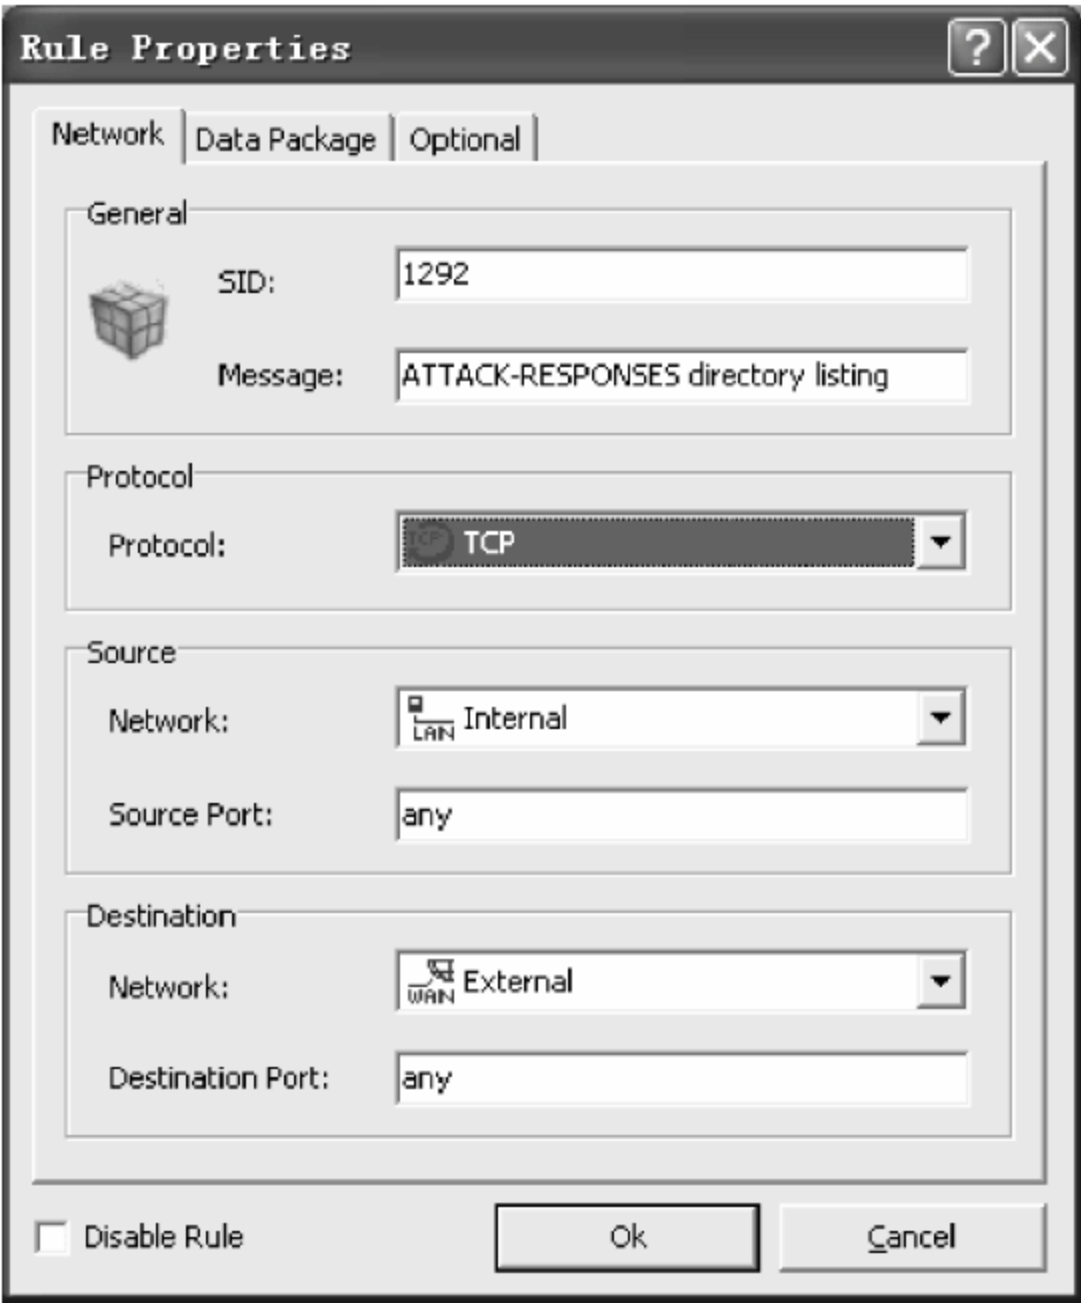 Rule Properties
Network Data Package Optional
General
SID: 1292
Message: ATTACK-RESPONSES directory listing
Protocol
Protocol: TCP TCP
Source
Network: LAN Internal
Source Port: any
Destination
Network: WAN External
Destination Port: any
Disable Rule Ok Cancel